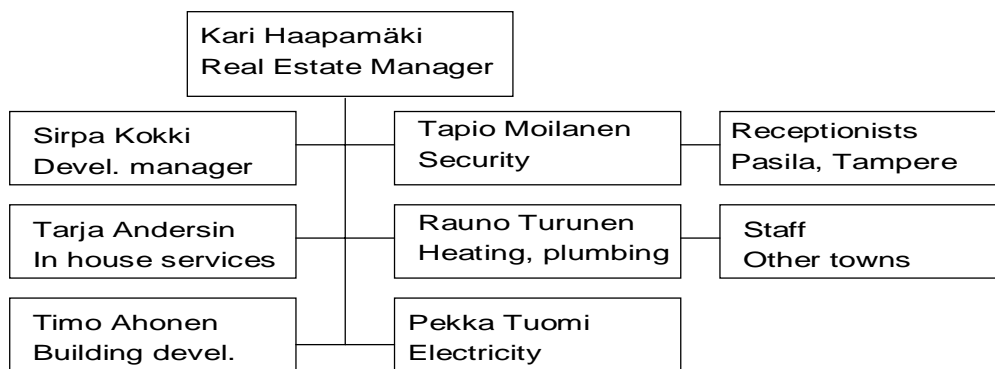 Kari Haapamäki
Real Estate Manager
Sirpa Kokki
Devel. manager
Tapio Moilanen
Security
Receptionists
Pasila, Tampere
Tarja Andersin
In house services
Rauno Turunen
Heating, plumbing
Staff
Other towns
Timo Ahonen
Building devel.
Pekka Tuomi
Electricity